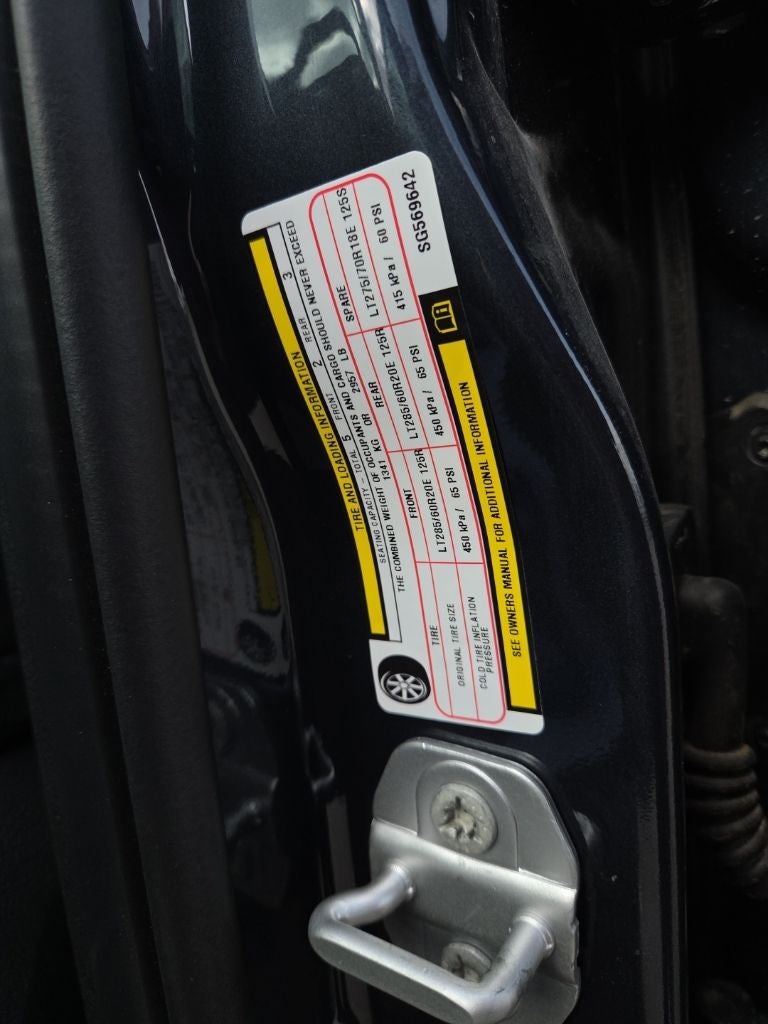 TIRE AND LOADING INFORMATION
SEATING CAPACITY - TOTAL 5 FRONT 2 REAR 3
THE COMBINED WEIGHT OF OCCUPANTS AND CARGO SHOULD NEVER EXCEED
1341 KG OR 2957 LB
TIRE FRONT REAR SPARE
ORIGINAL TIRE SIZE LT285/60R20E 125R LT285/60R20E 125R LT275/70R18E 125S
COLD TIRE INFLATION PRESSURE 450 kPa / 65 PSI 450 kPa / 65 PSI 415 kPa / 60 PSI
SEE OWNERS MANUAL FOR ADDITIONAL INFORMATION
SG569642